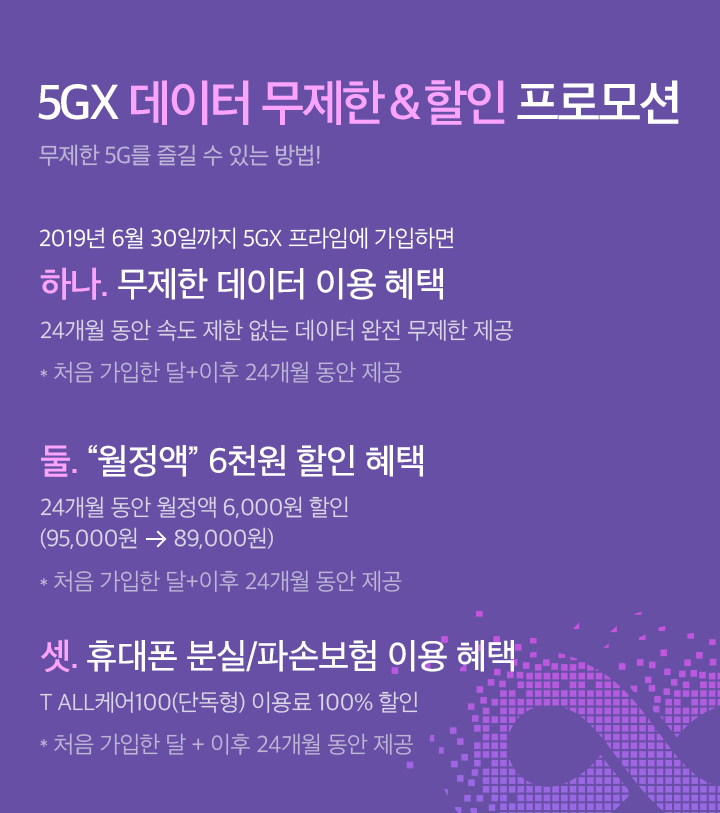 5GX 데이터 무제한&할인 프로모션
무제한 5G를 즐길 수 있는 방법!
2019년 6월 30일까지 5GX 프라임에 가입하면
하나. 무제한 데이터 이용 혜택
24개월 동안 속도 제한 없는 데이터 완전 무제한 제공
* 처음 가입한 달+이후 24개월 동안 제공
둘. “월정액” 6천원 할인 혜택
24개월 동안 월정액 6,000원 할인
(95,000원 → 89,000원)
* 처음 가입한 달+이후 24개월 동안 제공
셋. 휴대폰 분실/파손보험 이용 혜택
T ALL케어100(단독형) 이용료 100% 할인
* 처음 가입한 달 + 이후 24개월 동안 제공